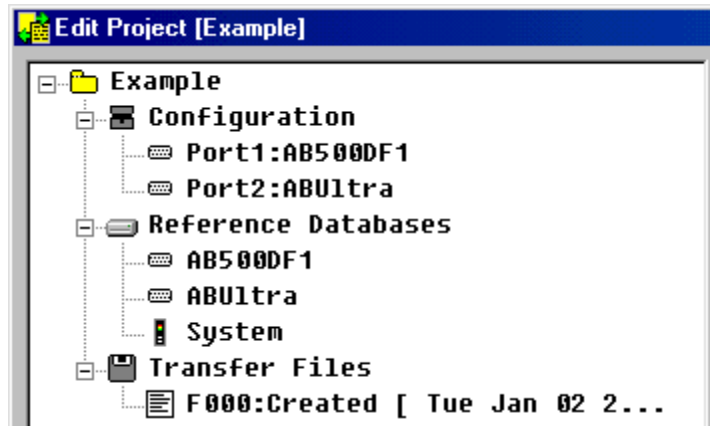 Edit Project [Example]
Example
Configuration
Port1:AB500DF1
Port2:ABUltra
Reference Databases
AB500DF1
ABUltra
System
Transfer Files
F000:Created [ Tue Jan 02 2...